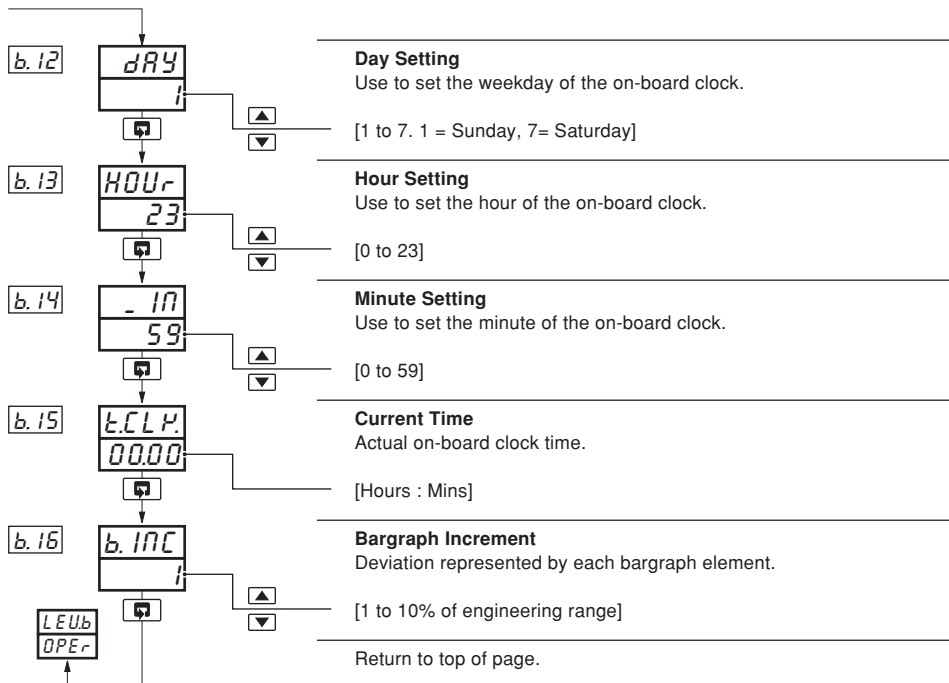 b.12
dAY
1
Day Setting
Use to set the weekday of the on-board clock.
[1 to 7. 1 = Sunday, 7= Saturday]
b.13
HOUr
23
Hour Setting
Use to set the hour of the on-board clock.
[0 to 23]
b.14
_ IN
59
Minute Setting
Use to set the minute of the on-board clock.
[0 to 59]
b.15
t.CLK.
00.00
Current Time
Actual on-board clock time.
[Hours : Mins]
b.16
b. INC
1
Bargraph Increment
Deviation represented by each bargraph element.
[1 to 10% of engineering range]
LEV.b
OPEr
Return to top of page.